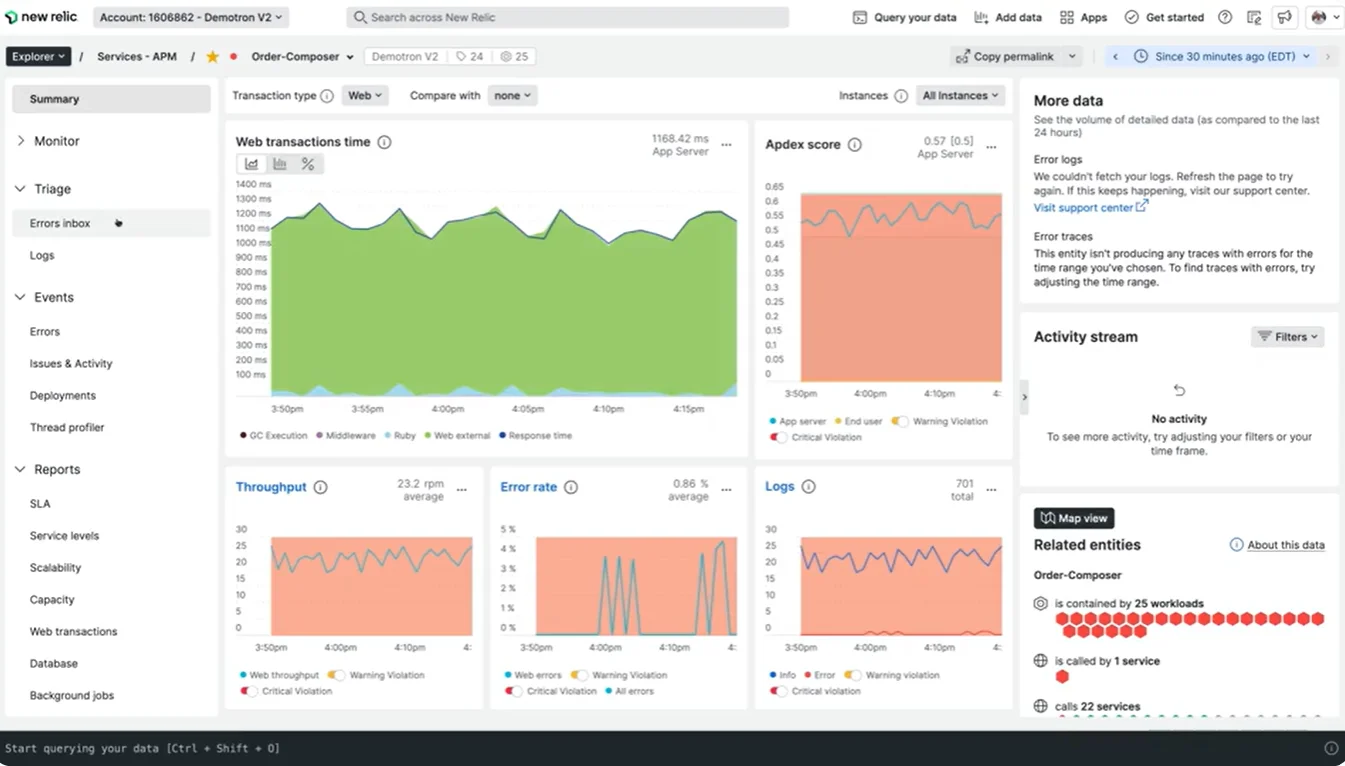 new relic
Account: 1606862 - Demotron V2
Search across New Relic
Query your data
Add data
Apps
Get started
Explorer / Services - APM / Order-Composer
Demotron V2
24
25
Copy permalink
Since 30 minutes ago (EDT)
Summary
Monitor
Triage
Errors inbox
Logs
Events
Errors
Issues & Activity
Deployments
Thread profiler
Reports
SLA
Service levels
Scalability
Capacity
Web transactions
Database
Background jobs
Transaction type
Web
Compare with
none
Instances
All Instances
Web transactions time
1168.42 ms
App Server
1400 ms
1300 ms
1200 ms
1100 ms
1000 ms
900 ms
800 ms
700 ms
600 ms
500 ms
400 ms
300 ms
200 ms
100 ms
3:50pm 3:55pm 4:00pm 4:05pm 4:10pm 4:15pm
GC Execution Middleware Ruby Web external Response time
Apdex score
0.57 [0.5]
App Server
0.65
0.6
0.55
0.5
0.45
0.4
0.35
0.3
0.25
0.2
0.15
0.1
0.05
0
3:50pm 4:00pm 4:10pm 4:
App server End user Warning Violation
Critical Violation
Throughput
23.2 rpm
average
30
25
20
15
10
5
0
3:50pm 4:00pm 4:10pm 4:
Web throughput Warning Violation
Critical Violation
Error rate
0.86 %
average
5 %
4 %
3 %
2 %
1 %
0 %
3:50pm 4:00pm 4:10pm 4:
Web errors Warning Violation
Critical Violation All errors
Logs
701
total
30
25
20
15
10
5
0
3:50pm 4:00pm 4:10pm 4:
Info Error Warning violation
Critical violation
More data
See the volume of detailed data (as compared to the last
24 hours)
Error logs
We couldn't fetch your logs. Refresh the page to try
again. If this keeps happening, visit our support center.
Visit support center
Error traces
This entity isn't producing any traces with errors for the
time range you've chosen. To find traces with errors, try
adjusting the time range.
Activity stream
Filters
No activity
To see more activity, try adjusting your filters or your
time frame.
Map view
Related entities
About this data
Order-Composer
is contained by 25 workloads
is called by 1 service
calls 22 services
Start querying your data [Ctrl + Shift + O]